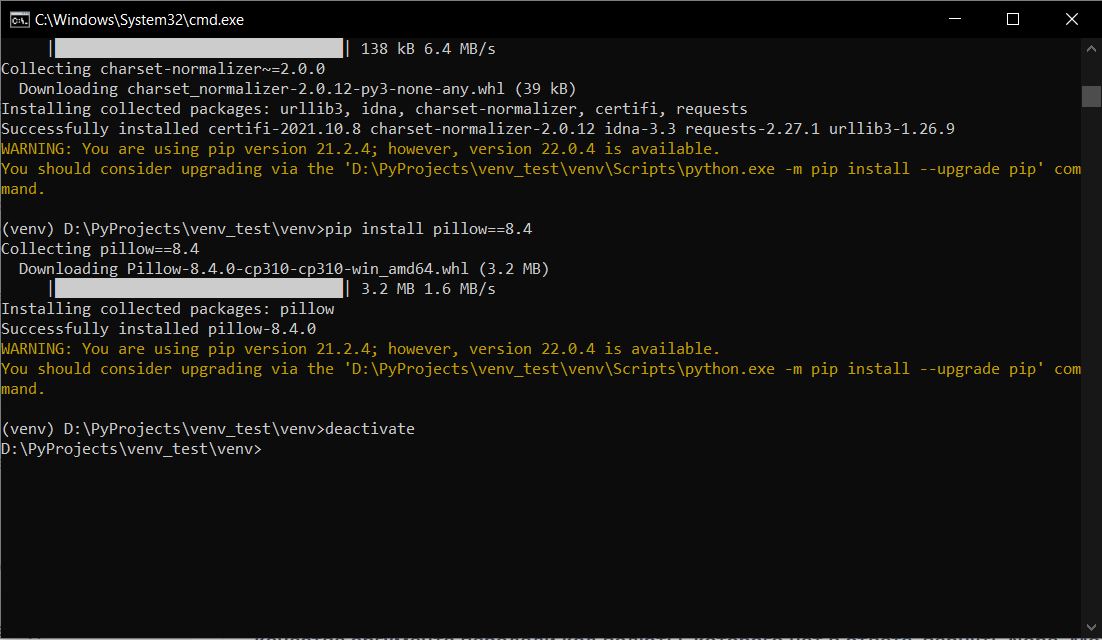 C:\Windows\System32\cmd.exe
| | 138 kB 6.4 MB/s
Collecting charset-normalizer~=2.0.0
Downloading charset_normalizer-2.0.12-py3-none-any.whl (39 kB)
Installing collected packages: urllib3, idna, charset-normalizer, certifi, requests
Successfully installed certifi-2021.10.8 charset-normalizer-2.0.12 idna-3.3 requests-2.27.1 urllib3-1.26.9
WARNING: You are using pip version 21.2.4; however, version 22.0.4 is available.
You should consider upgrading via the 'D:\PyProjects\venv_test\venv\Scripts\python.exe -m pip install --upgrade pip' com
mand.
(venv) D:\PyProjects\venv_test\venv>pip install pillow==8.4
Collecting pillow==8.4
Downloading Pillow-8.4.0-cp310-cp310-win_amd64.whl (3.2 MB)
| | 3.2 MB 1.6 MB/s
Installing collected packages: pillow
Successfully installed pillow-8.4.0
WARNING: You are using pip version 21.2.4; however, version 22.0.4 is available.
You should consider upgrading via the 'D:\PyProjects\venv_test\venv\Scripts\python.exe -m pip install --upgrade pip' com
mand.
(venv) D:\PyProjects\venv_test\venv>deactivate
D:\PyProjects\venv_test\venv>